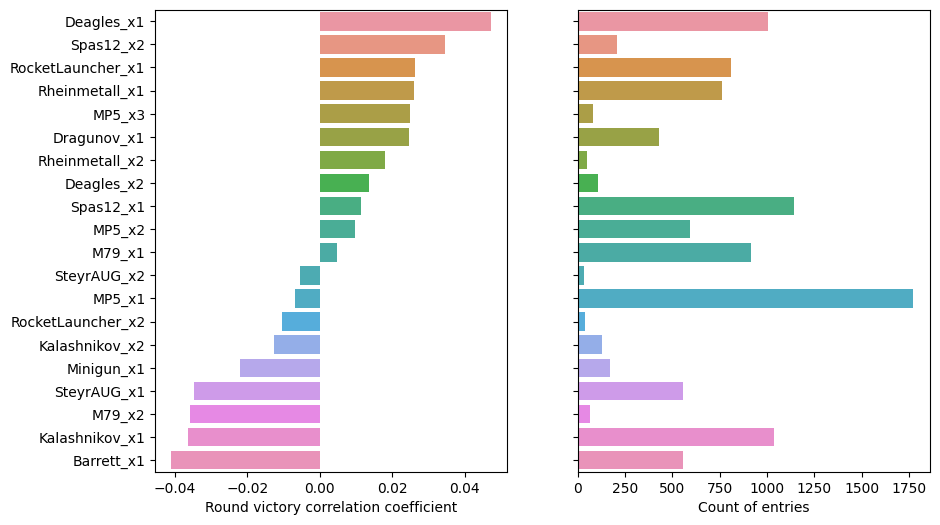 Deagles_x1
Spas12_x2
RocketLauncher_x1
Rheinmetall_x1
MP5_x3
Dragunov_x1
Rheinmetall_x2
Deagles_x2
Spas12_x1
MP5_x2
M79_x1
SteyrAUG_x2
MP5_x1
RocketLauncher_x2
Kalashnikov_x2
Minigun_x1
SteyrAUG_x1
M79_x2
Kalashnikov_x1
Barrett_x1
−0.04 −0.02 0.00 0.02 0.04
Round victory correlation coefficient
0 250 500 750 1000 1250 1500 1750
Count of entries